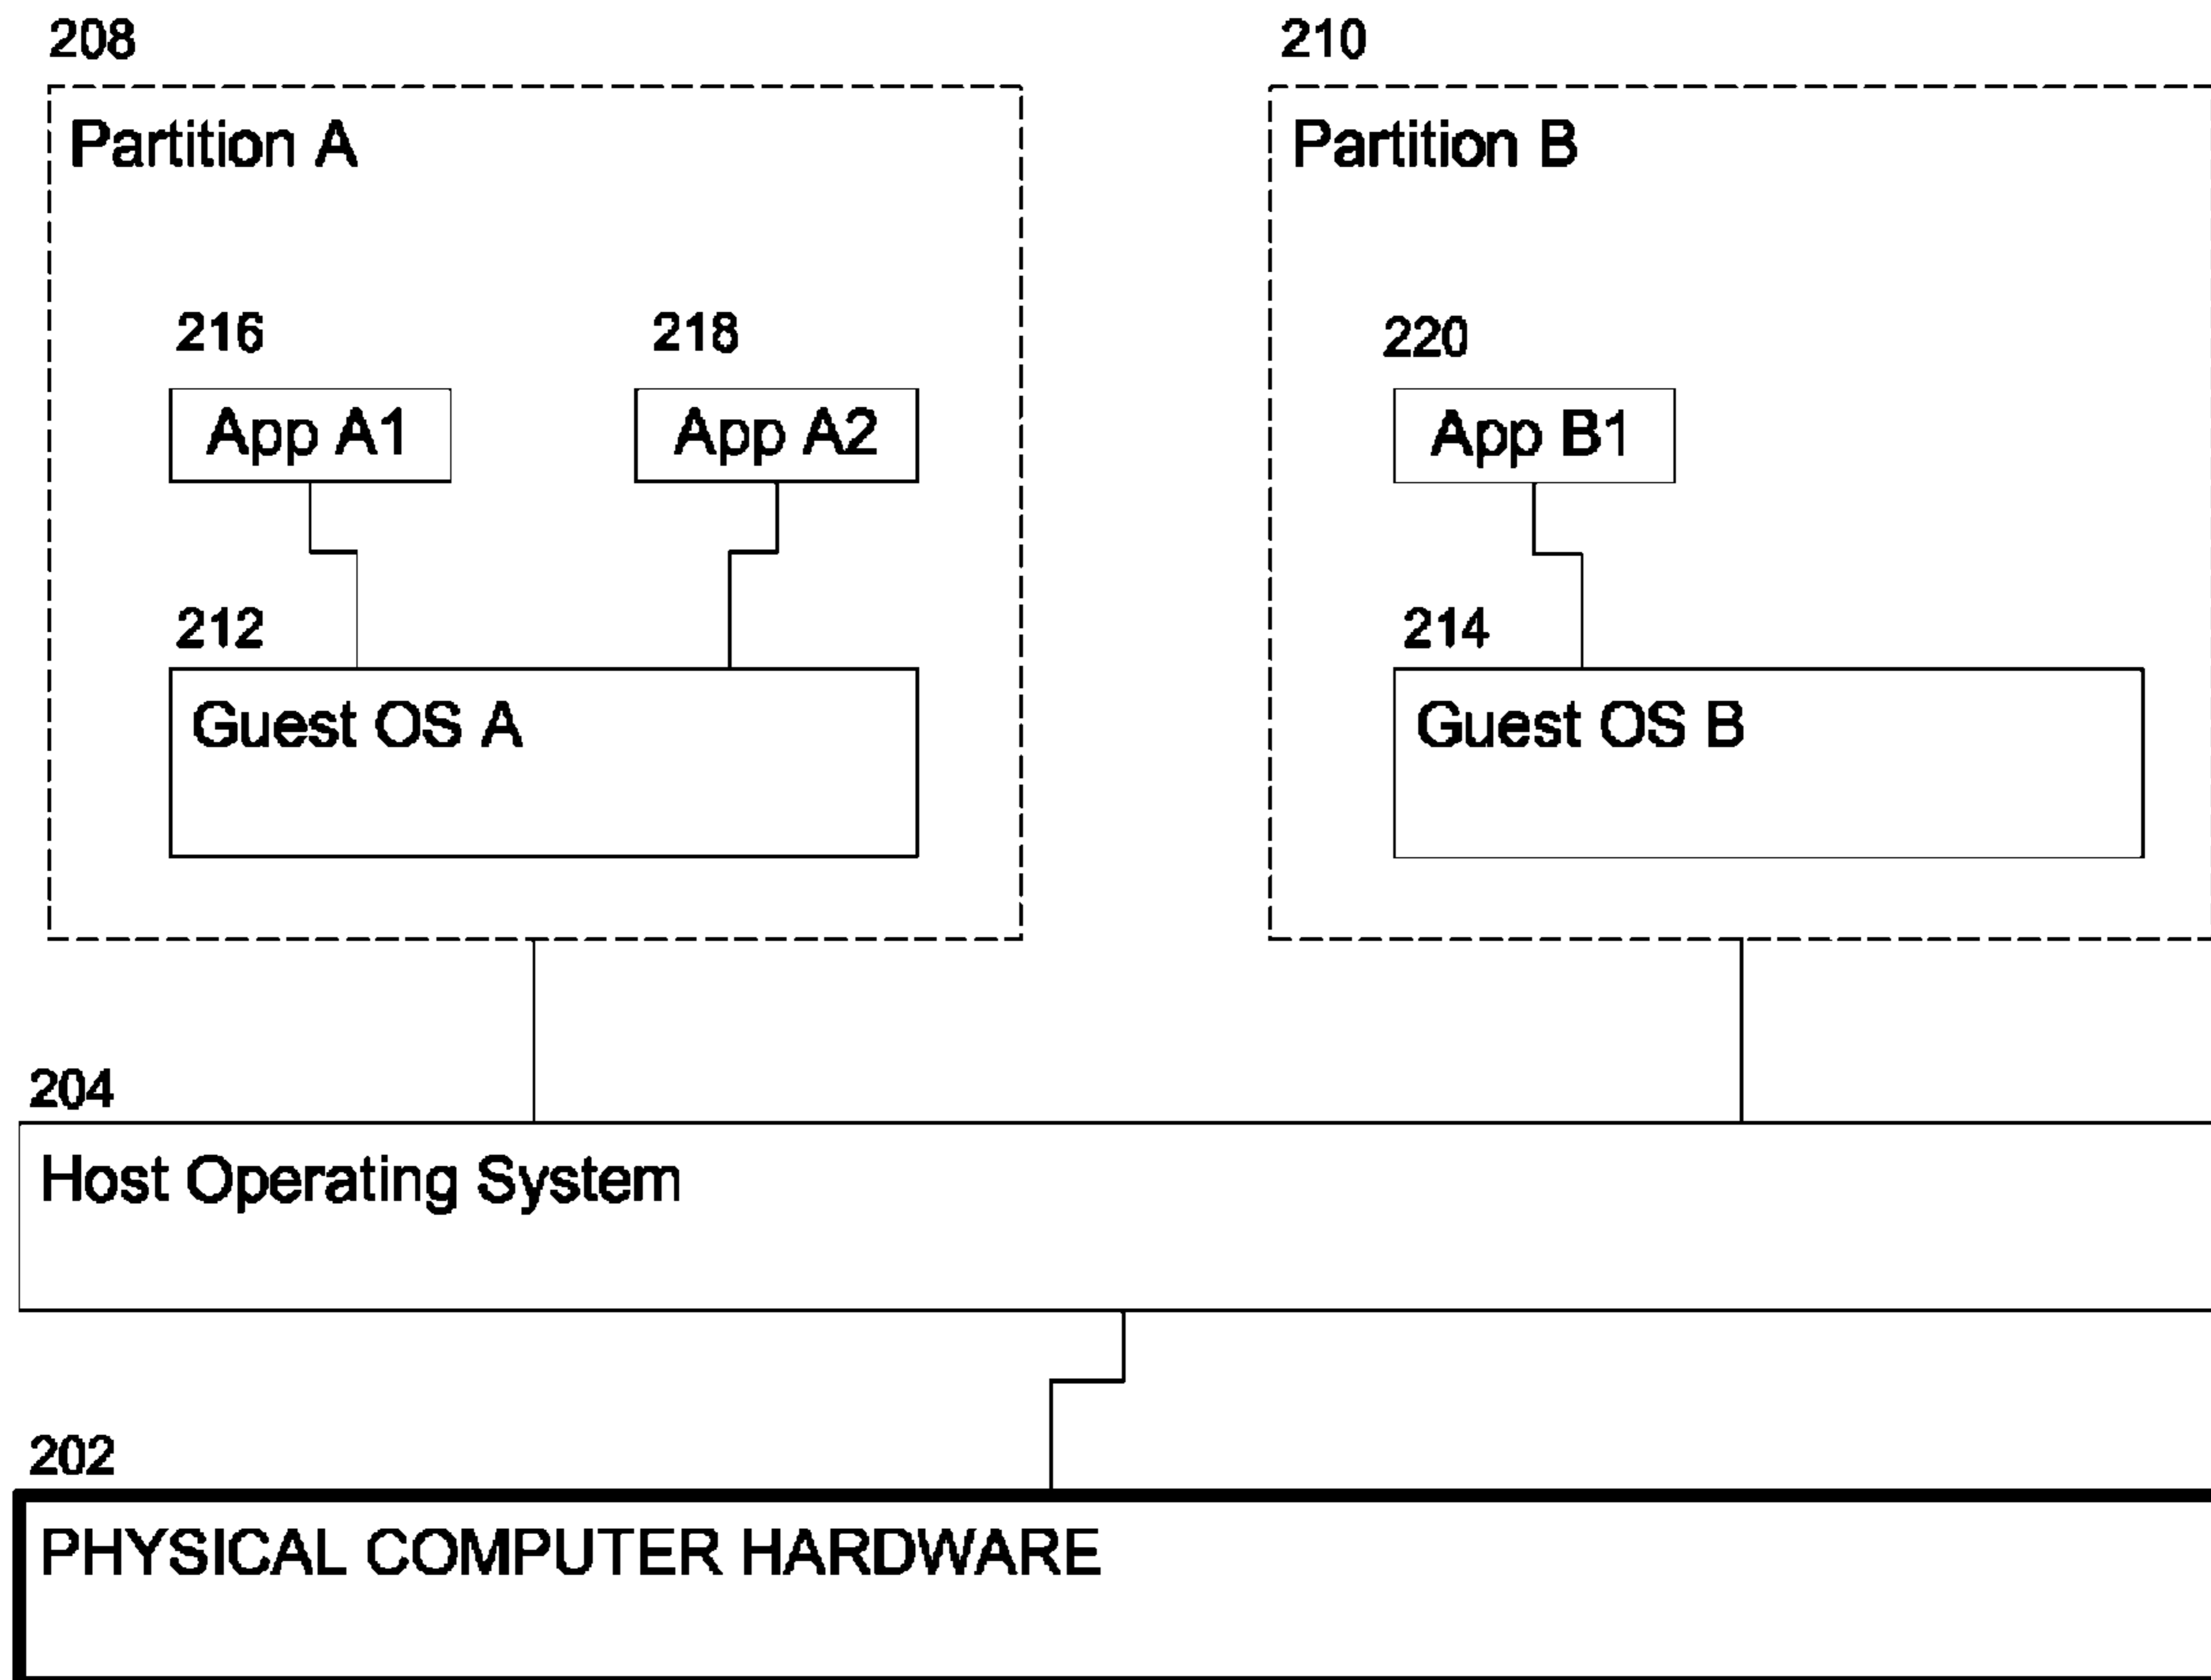 208
210
Partition A
Partition B
216
218
220
App A1
App A2
App B1
212
214
Guest OS A
Guest OS B
204
Host Operating System
202
PHYSICAL COMPUTER HARDWARE